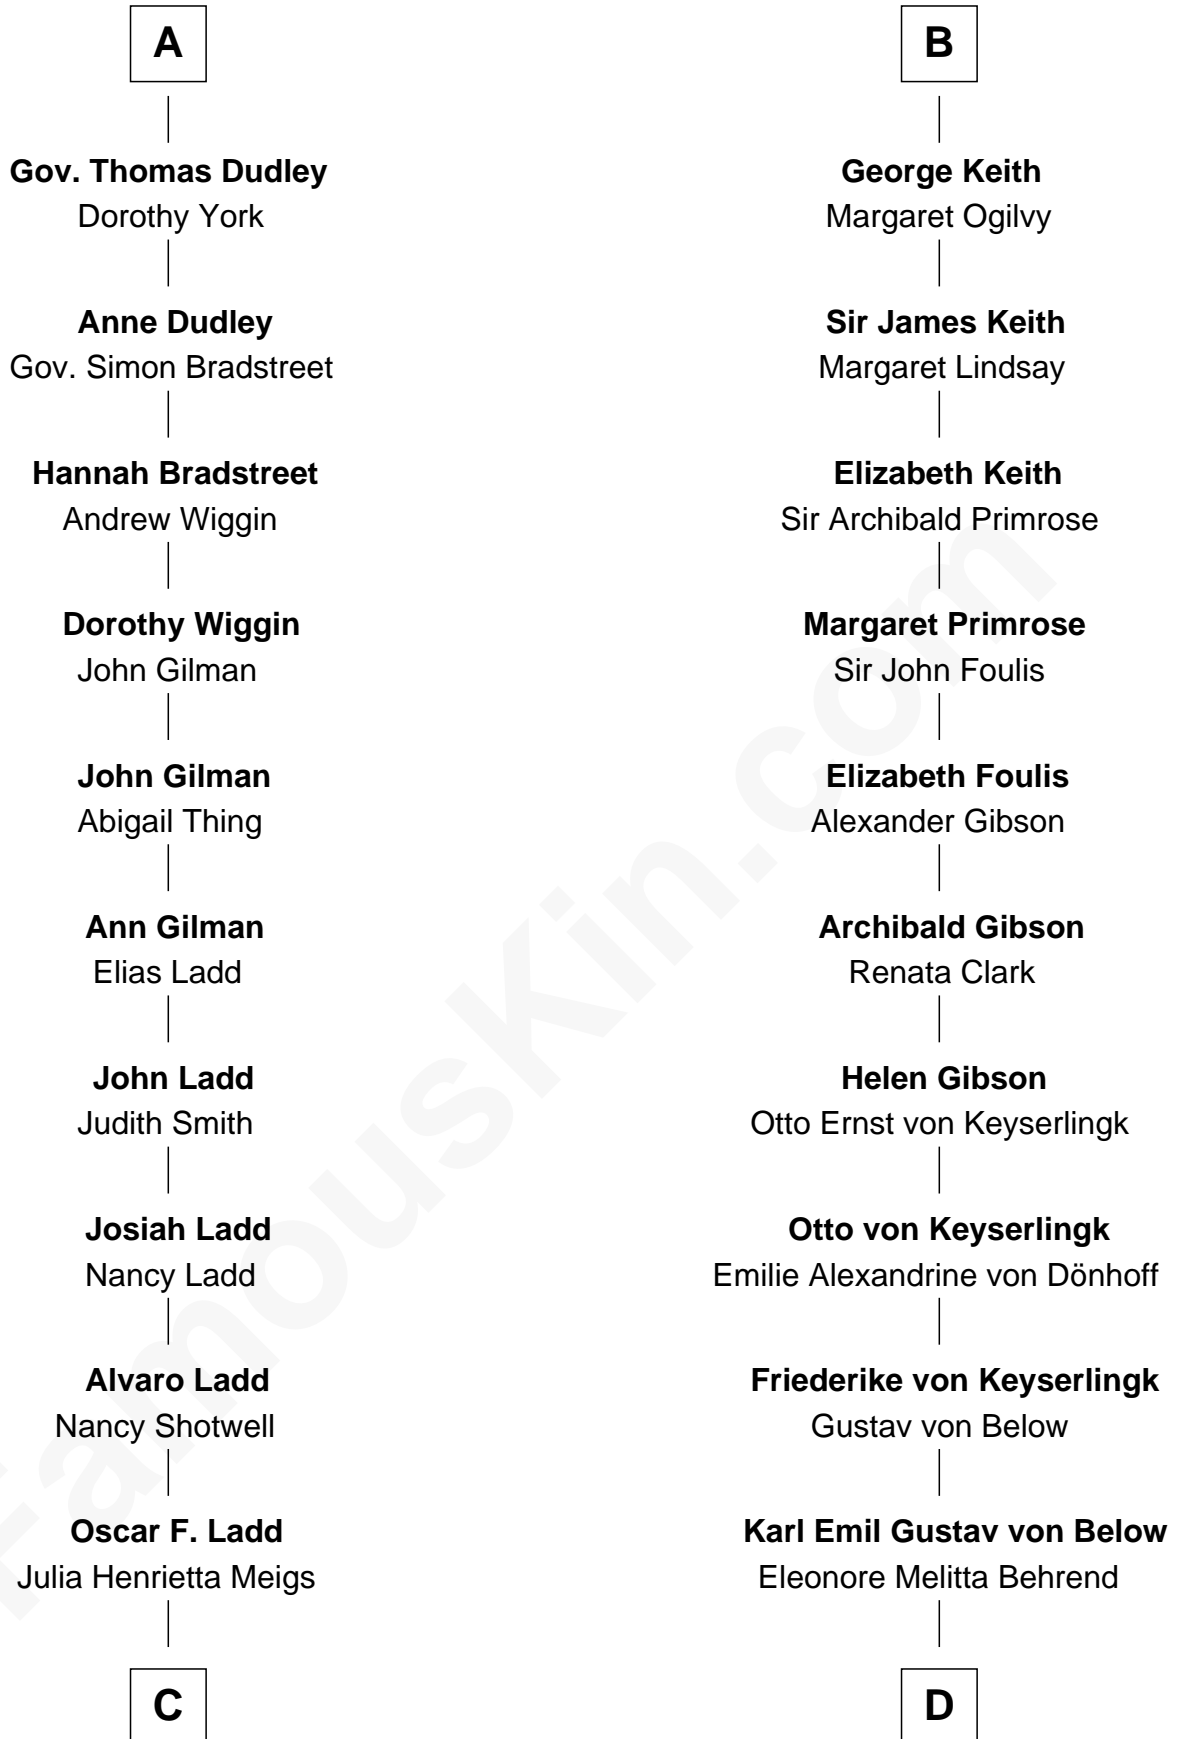 A
Gov. Thomas Dudley
Dorothy York
Anne Dudley
Gov. Simon Bradstreet
Hannah Bradstreet
Andrew Wiggin
Dorothy Wiggin
John Gilman
John Gilman
Abigail Thing
Ann Gilman
Elias Ladd
John Ladd
Judith Smith
Josiah Ladd
Nancy Ladd
Alvaro Ladd
Nancy Shotwell
Oscar F. Ladd
Julia Henrietta Meigs
C
B
George Keith
Margaret Ogilvy
Sir James Keith
Margaret Lindsay
Elizabeth Keith
Sir Archibald Primrose
Margaret Primrose
Sir John Foulis
Elizabeth Foulis
Alexander Gibson
Archibald Gibson
Renata Clark
Helen Gibson
Otto Ernst von Keyserlingk
Otto von Keyserlingk
Emilie Alexandrine von Dönhoff
Friederike von Keyserlingk
Gustav von Below
Karl Emil Gustav von Below
Eleonore Melitta Behrend
D
FamousKin.com